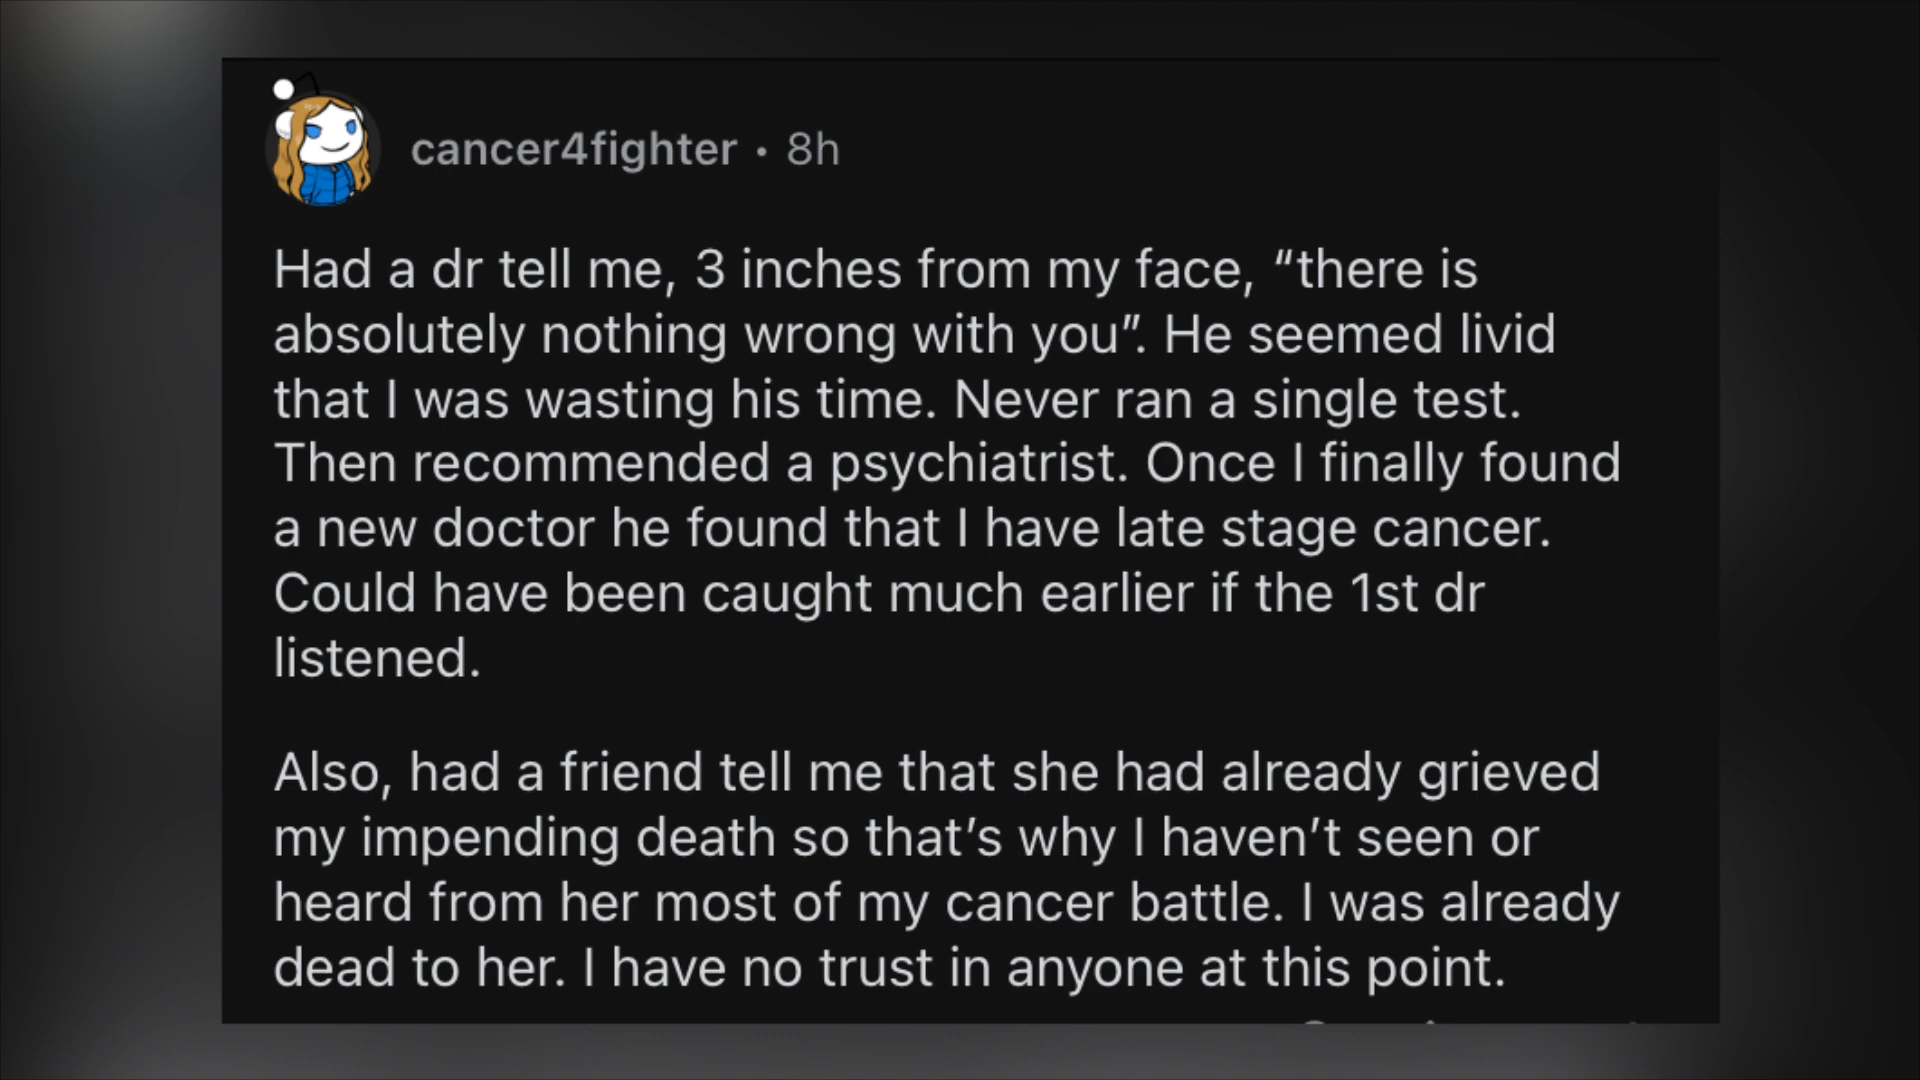 cancer4fighter · 8h
Had a dr tell me, 3 inches from my face, “there is
absolutely nothing wrong with you”. He seemed livid
that I was wasting his time. Never ran a single test.
Then recommended a psychiatrist. Once I finally found
a new doctor he found that I have late stage cancer.
Could have been caught much earlier if the 1st dr
listened.
Also, had a friend tell me that she had already grieved
my impending death so that’s why I haven’t seen or
heard from her most of my cancer battle. I was already
dead to her. I have no trust in anyone at this point.